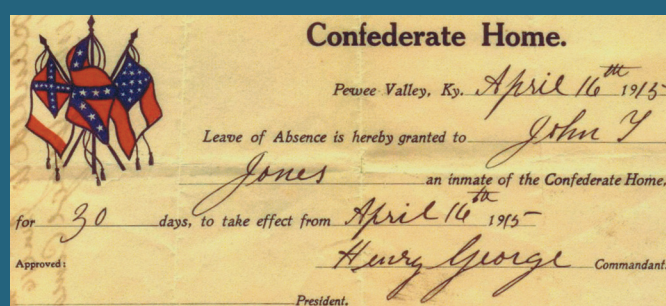 Confederate Home.
Pewee Valley, Ky. April 16th 1915
Leave of Absence is hereby granted to John T
Jones an inmate of the Confederate Home,
for 30 days, to take effect from April 16th 1915
Henry George Commandant.
Approved:
President.